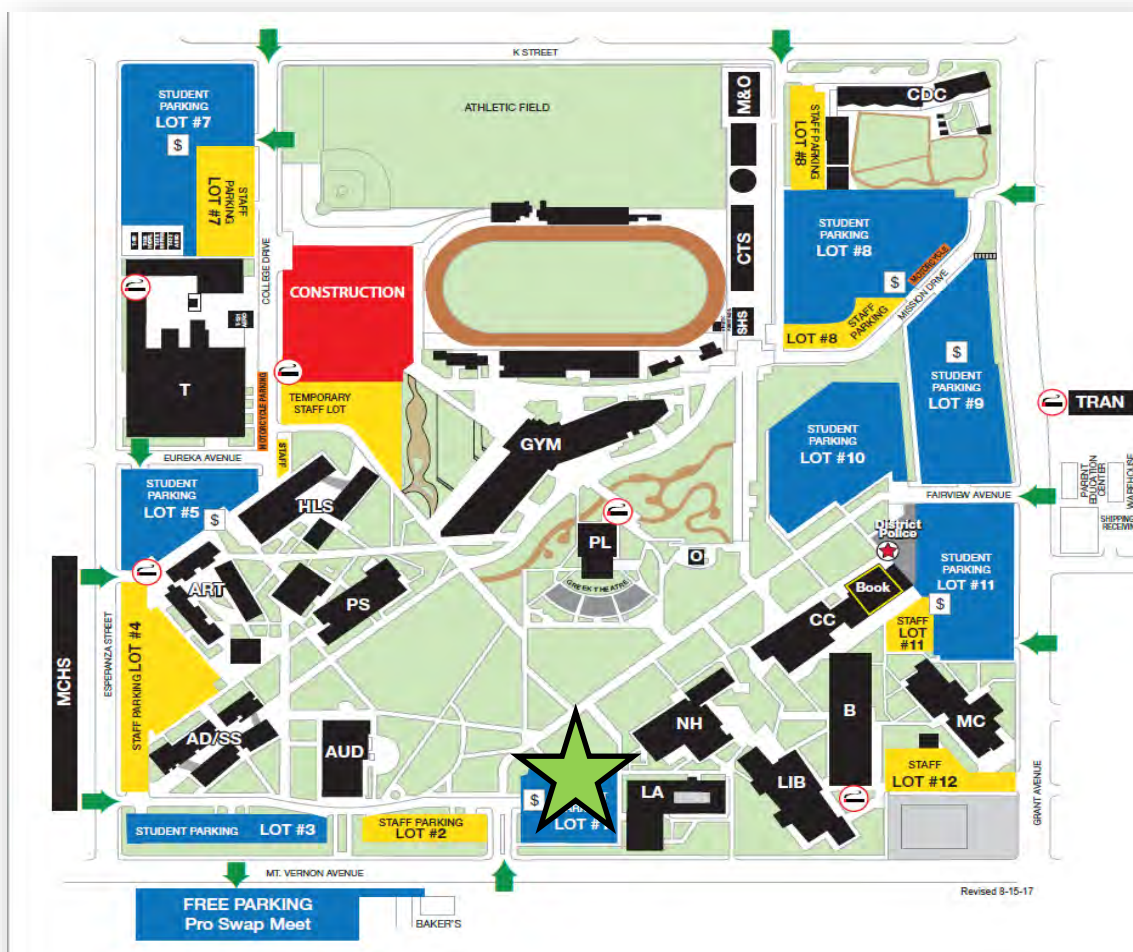 K STREET
STUDENT
PARKING
LOT #7
$
STAFF
PARKING
LOT #7
COLLEGE DRIVE
ATHLETIC FIELD
M&O
CTS
SHS
STAFF PARKING
LOT #8
CDC
STUDENT
PARKING
LOT #8
$
MOTORCYCLE
MISSION DRIVE
STAFF
PARKING
LOT #8
CONSTRUCTION
T
MOTORCYCLE PARKING
TEMPORARY
STAFF LOT
STAFF
EUREKA AVENUE
$
STUDENT
PARKING
LOT #9
TRAN
STUDENT
PARKING
LOT #10
GYM
FAIRVIEW AVENUE
PARENT
EDUCATION
CENTER
WAREHOUSE
SHIPPING
RECEIVIN
STUDENT
PARKING
LOT #5
$
HLS
PL
GREEK THEATRE
O
District
Police
STUDENT
PARKING
LOT #11
$
Book
CC
STAFF
LOT
#11
ART
PS
MCHS
ESPERANZA STREET
STAFF PARKING LOT #4
AD/SS
AUD
NH
B
MC
LIB
LA
STAFF
LOT #12
GRANT AVENUE
$
LOT #
STUDENT PARKING LOT #3
STAFF PARKING
LOT #2
MT. VERNON AVENUE
Revised 8-15-17
FREE PARKING
Pro Swap Meet
BAKER'S